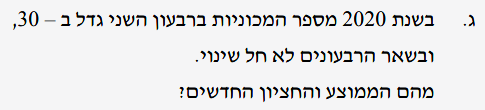 ג. בשנת 2020 מספר המכוניות ברבעון השני גדל ב – 30,
ובשאר הרבעונים לא חל שינוי.
מהם הממוצע והחציון החדשים?